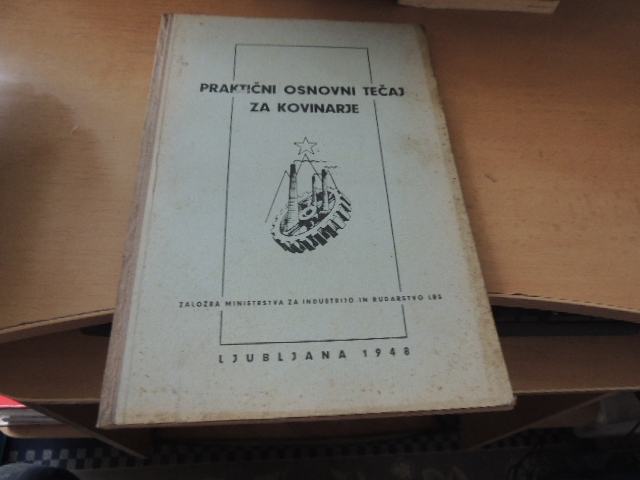 PRAKTIČNI OSNOVNI TEČAJ
ZA KOVINARJE
ZALOŽBA MINISTRSTVA ZA INDUSTRIJO IN RUDARSTVO LRS
LJUBLJANA 1948